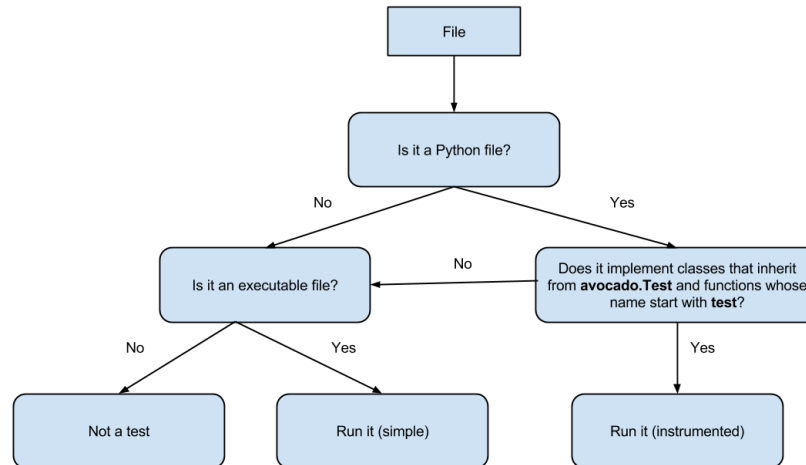 File
Is it a Python file?
No
Yes
Is it an executable file?
No
Does it implement classes that inherit
from avocado.Test and functions whose
name start with test?
No
Yes
Yes
Not a test
Run it (simple)
Run it (instrumented)